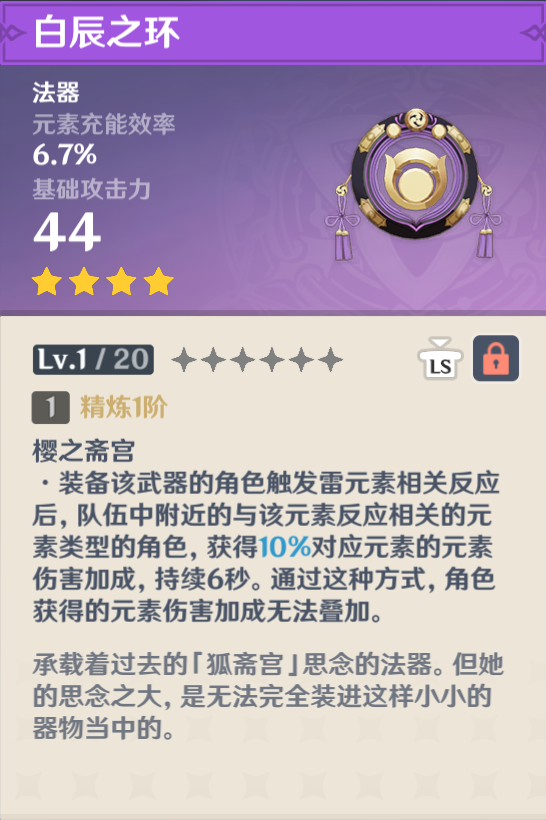 白辰之环
法器
元素充能效率
6.7%
基础攻击力
44
Lv.1 / 20
LS
1 精炼1阶
樱之斋宫
·装备该武器的角色触发雷元素相关反应
后，队伍中附近的与该元素反应相关的元
素类型的角色，获得10%对应元素的元素
伤害加成，持续6秒。通过这种方式，角色
获得的元素伤害加成无法叠加。
承载着过去的「狐斋宫」思念的法器。但她
的思念之大，是无法完全装进这样小小的
器物当中的。